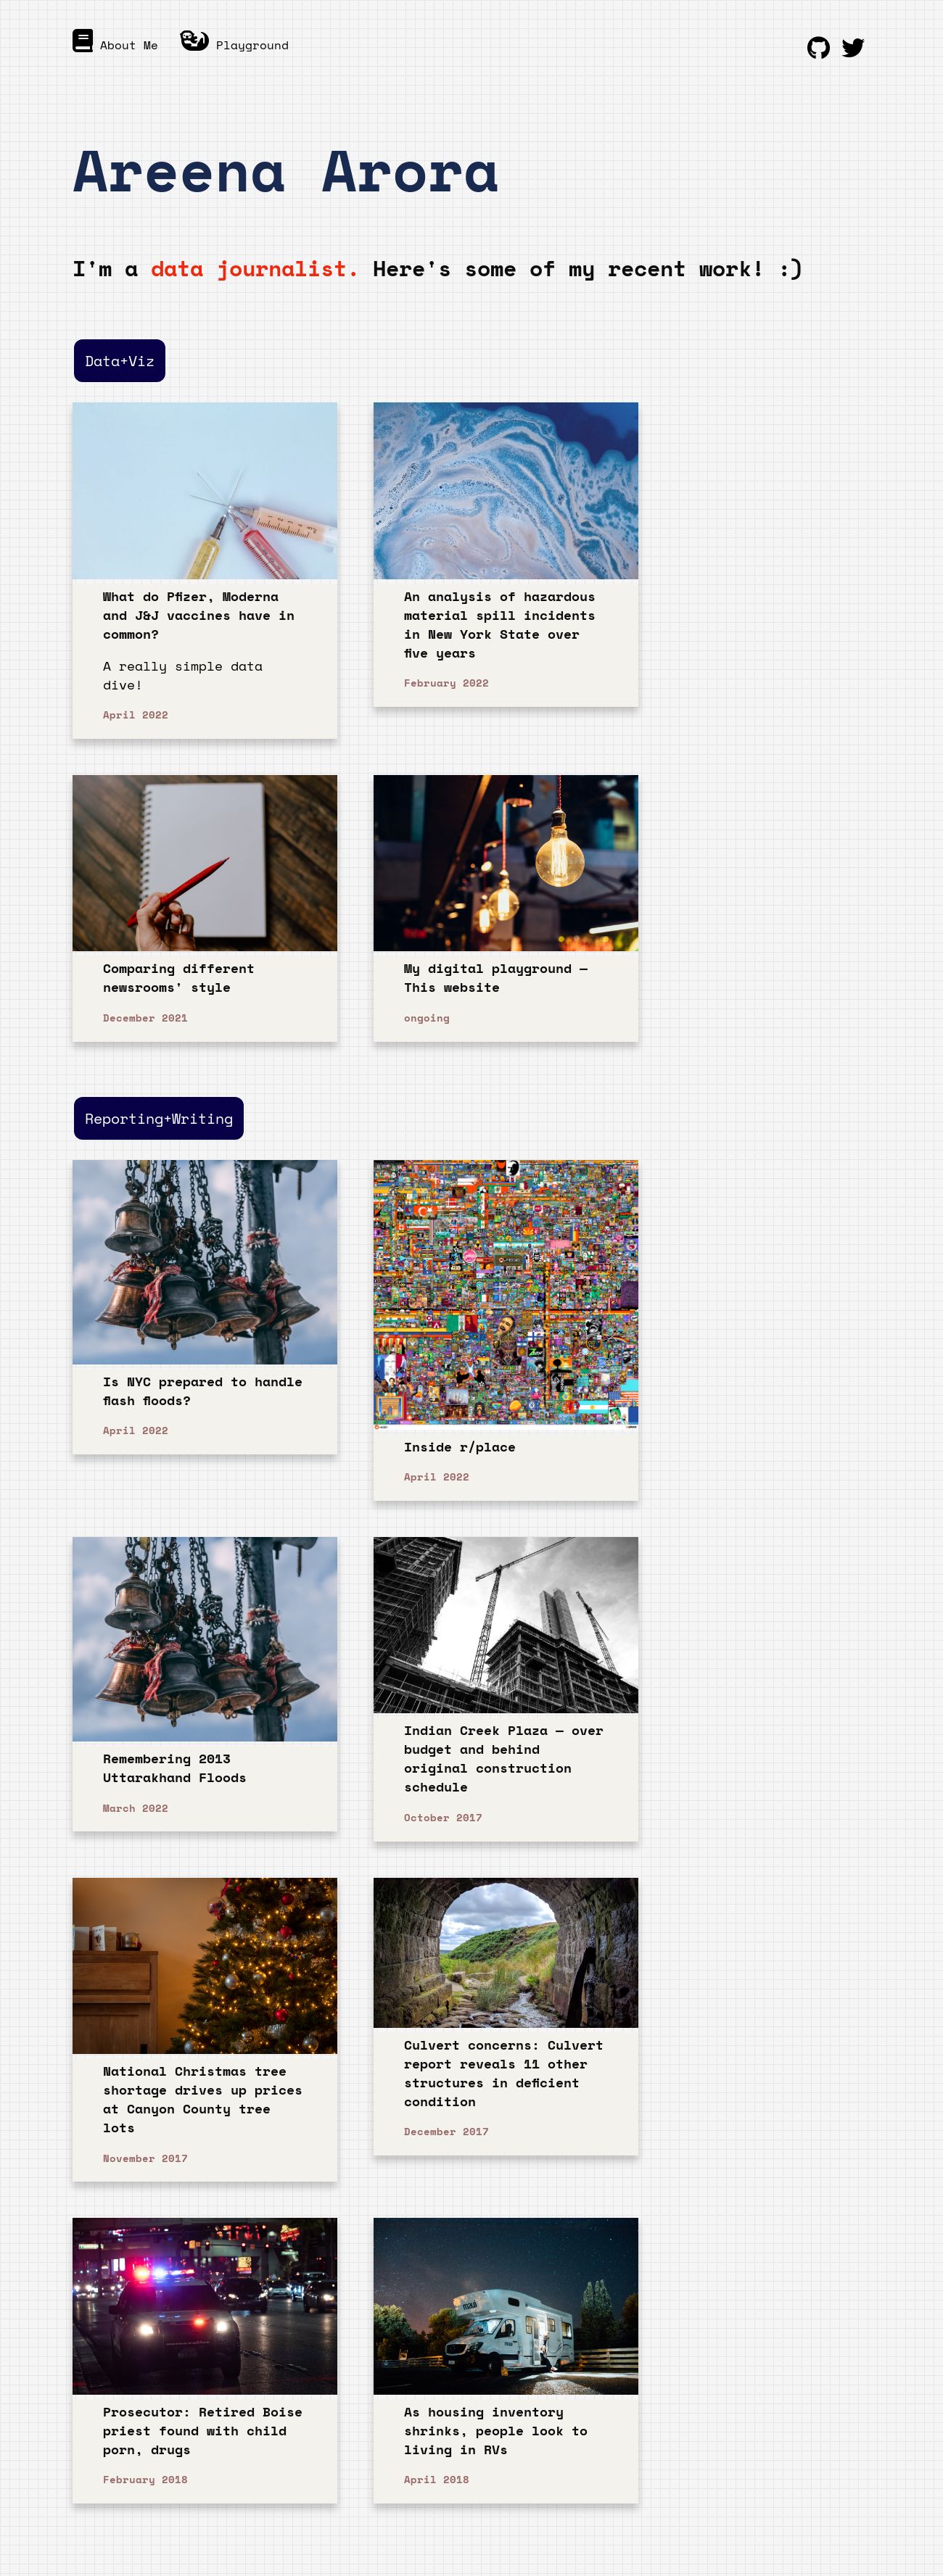 About Me
Playground
Areena Arora
I'm a data journalist. Here's some of my recent work! :)
Data+Viz
What do Pfizer, Moderna
and J&J vaccines have in
common?
A really simple data
dive!
April 2022
An analysis of hazardous
material spill incidents
in New York State over
five years
February 2022
Comparing different
newsrooms' style
December 2021
My digital playground —
This website
ongoing
Reporting+Writing
Is NYC prepared to handle
flash floods?
April 2022
Inside r/place
April 2022
Remembering 2013
Uttarakhand Floods
March 2022
Indian Creek Plaza — over
budget and behind
original construction
schedule
October 2017
National Christmas tree
shortage drives up prices
at Canyon County tree
lots
November 2017
Culvert concerns: Culvert
report reveals 11 other
structures in deficient
condition
December 2017
Prosecutor: Retired Boise
priest found with child
porn, drugs
February 2018
maui
As housing inventory
shrinks, people look to
living in RVs
April 2018